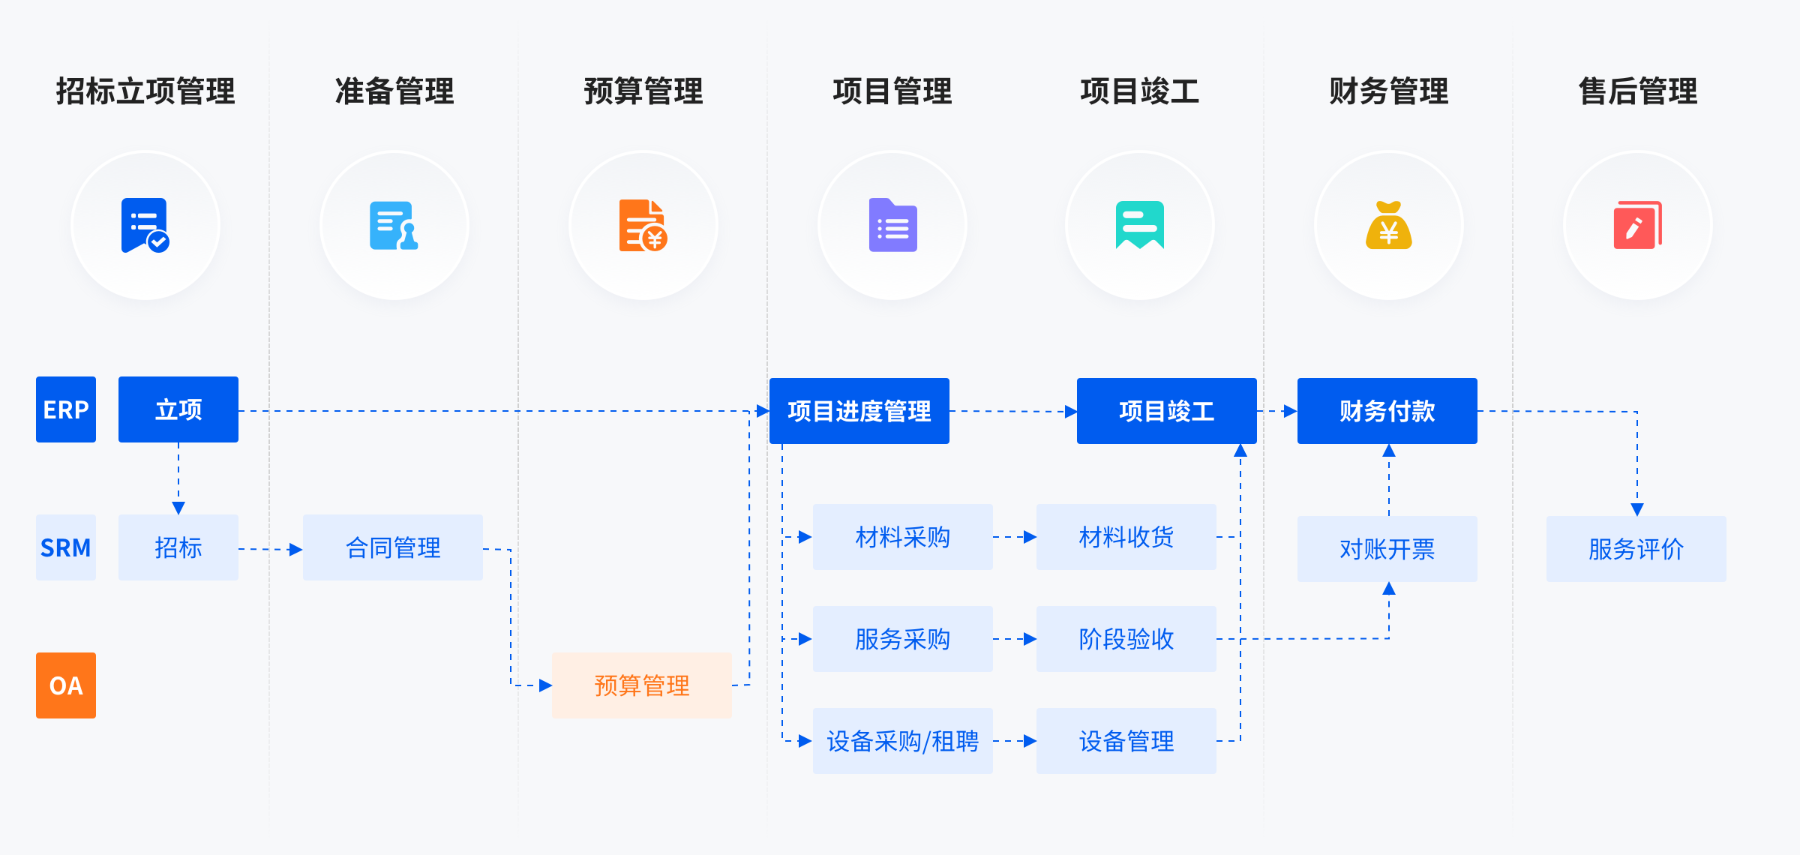 招标立项管理
准备管理
预算管理
项目管理
项目竣工
财务管理
售后管理
ERP
立项
项目进度管理
项目竣工
财务付款
SRM
招标
合同管理
材料采购
材料收货
对账开票
服务评价
服务采购
阶段验收
OA
预算管理
设备采购/租聘
设备管理